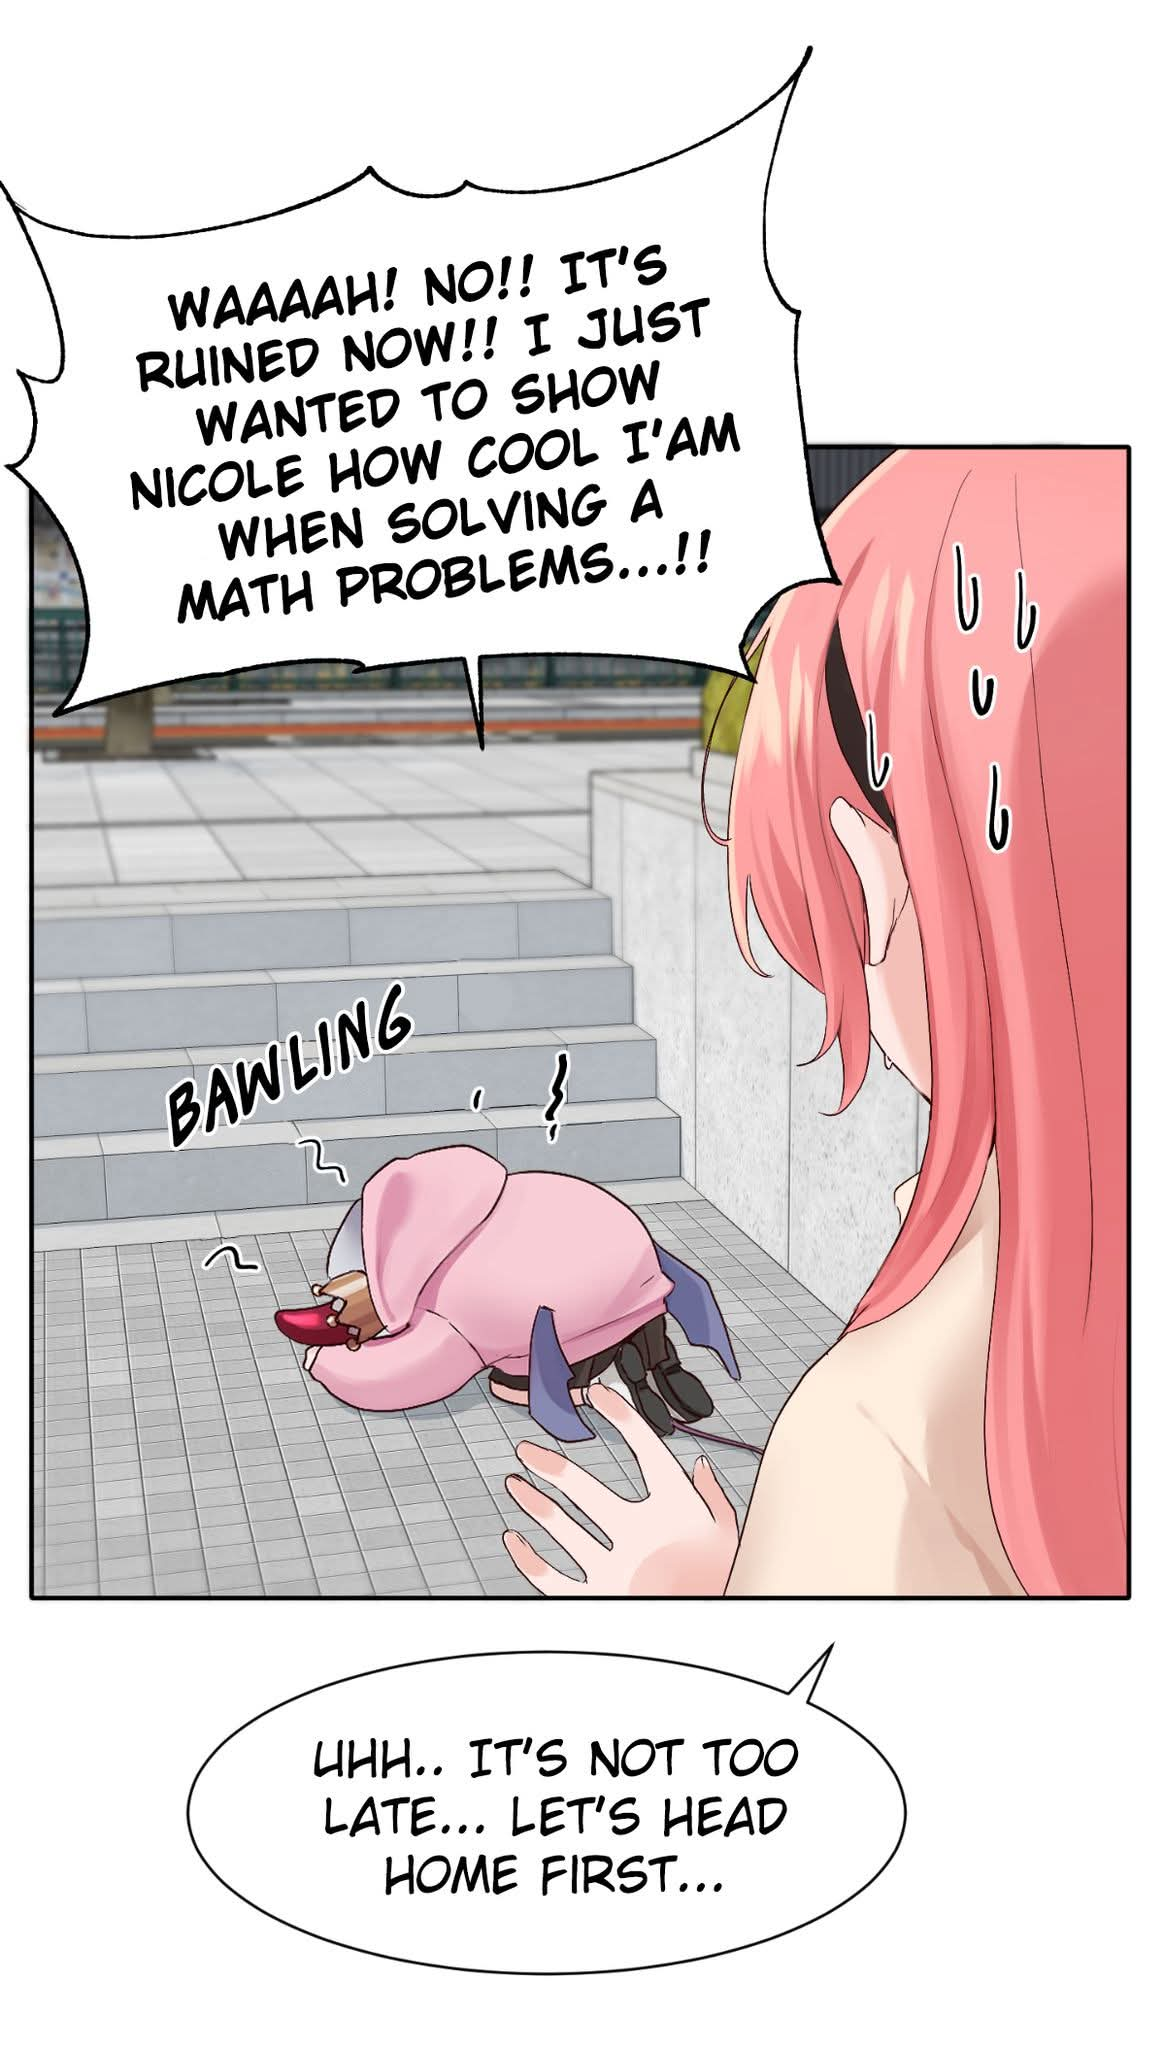 WAAAAH! NO!! IT'S
RUINED NOW!! I JUST
WANTED TO SHOW
NICOLE HOW COOL I'AM
WHEN SOLVING A
MATH PROBLEMS...!!
BAWLING
UHH.. IT'S NOT TOO
LATE... LET'S HEAD
HOME FIRST...